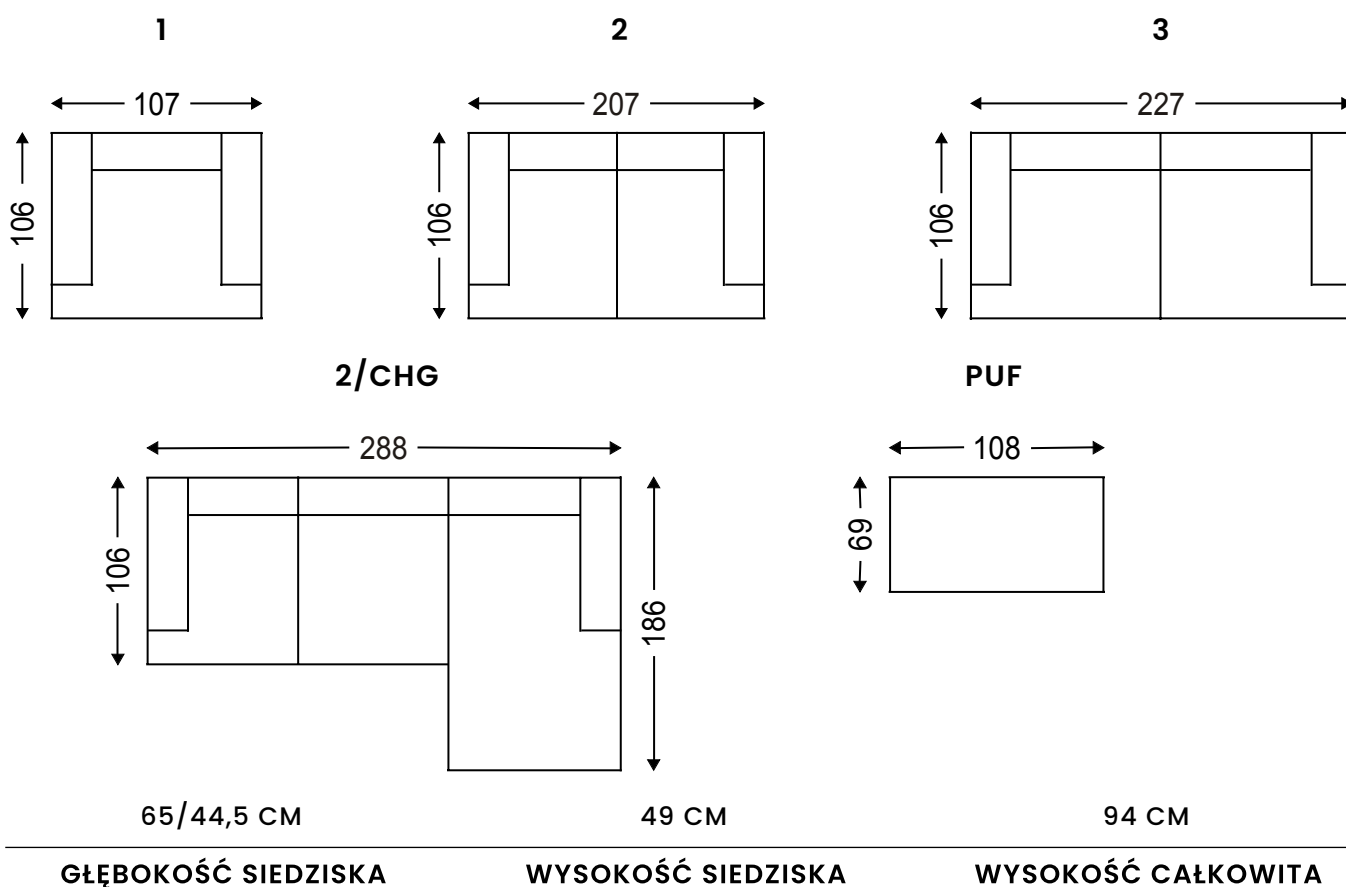 1 2 3
107 207 227
106 106 106
2/CHG PUF
288 108
106 186 69
65/44,5 CM 49 CM 94 CM
GŁĘBOKOŚĆ SIEDZISKA WYSOKOŚĆ SIEDZISKA WYSOKOŚĆ CAŁKOWITA